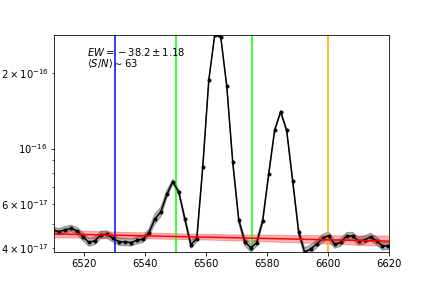 EW = −38.2 ± 1.18
⟨S/N⟩ ~ 63
2 × 10⁻¹⁶
10⁻¹⁶
6 × 10⁻¹⁷
4 × 10⁻¹⁷
6520 6540 6560 6580 6600 6620